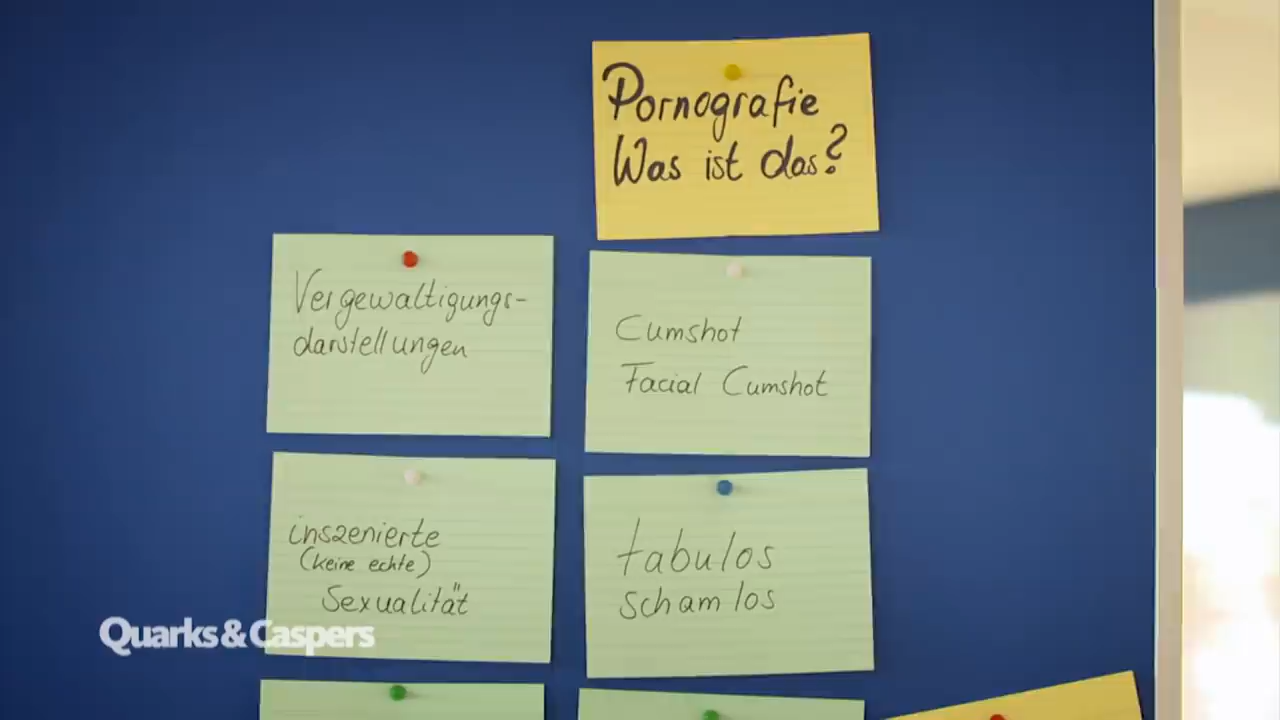 Pornografie
Was ist das?
Vergewaltigungs-
darstellungen
Cumshot
Facial Cumshot
inszenierte
(keine echte)
Sexualität
tabulos
schamlos
Quarks&Caspers